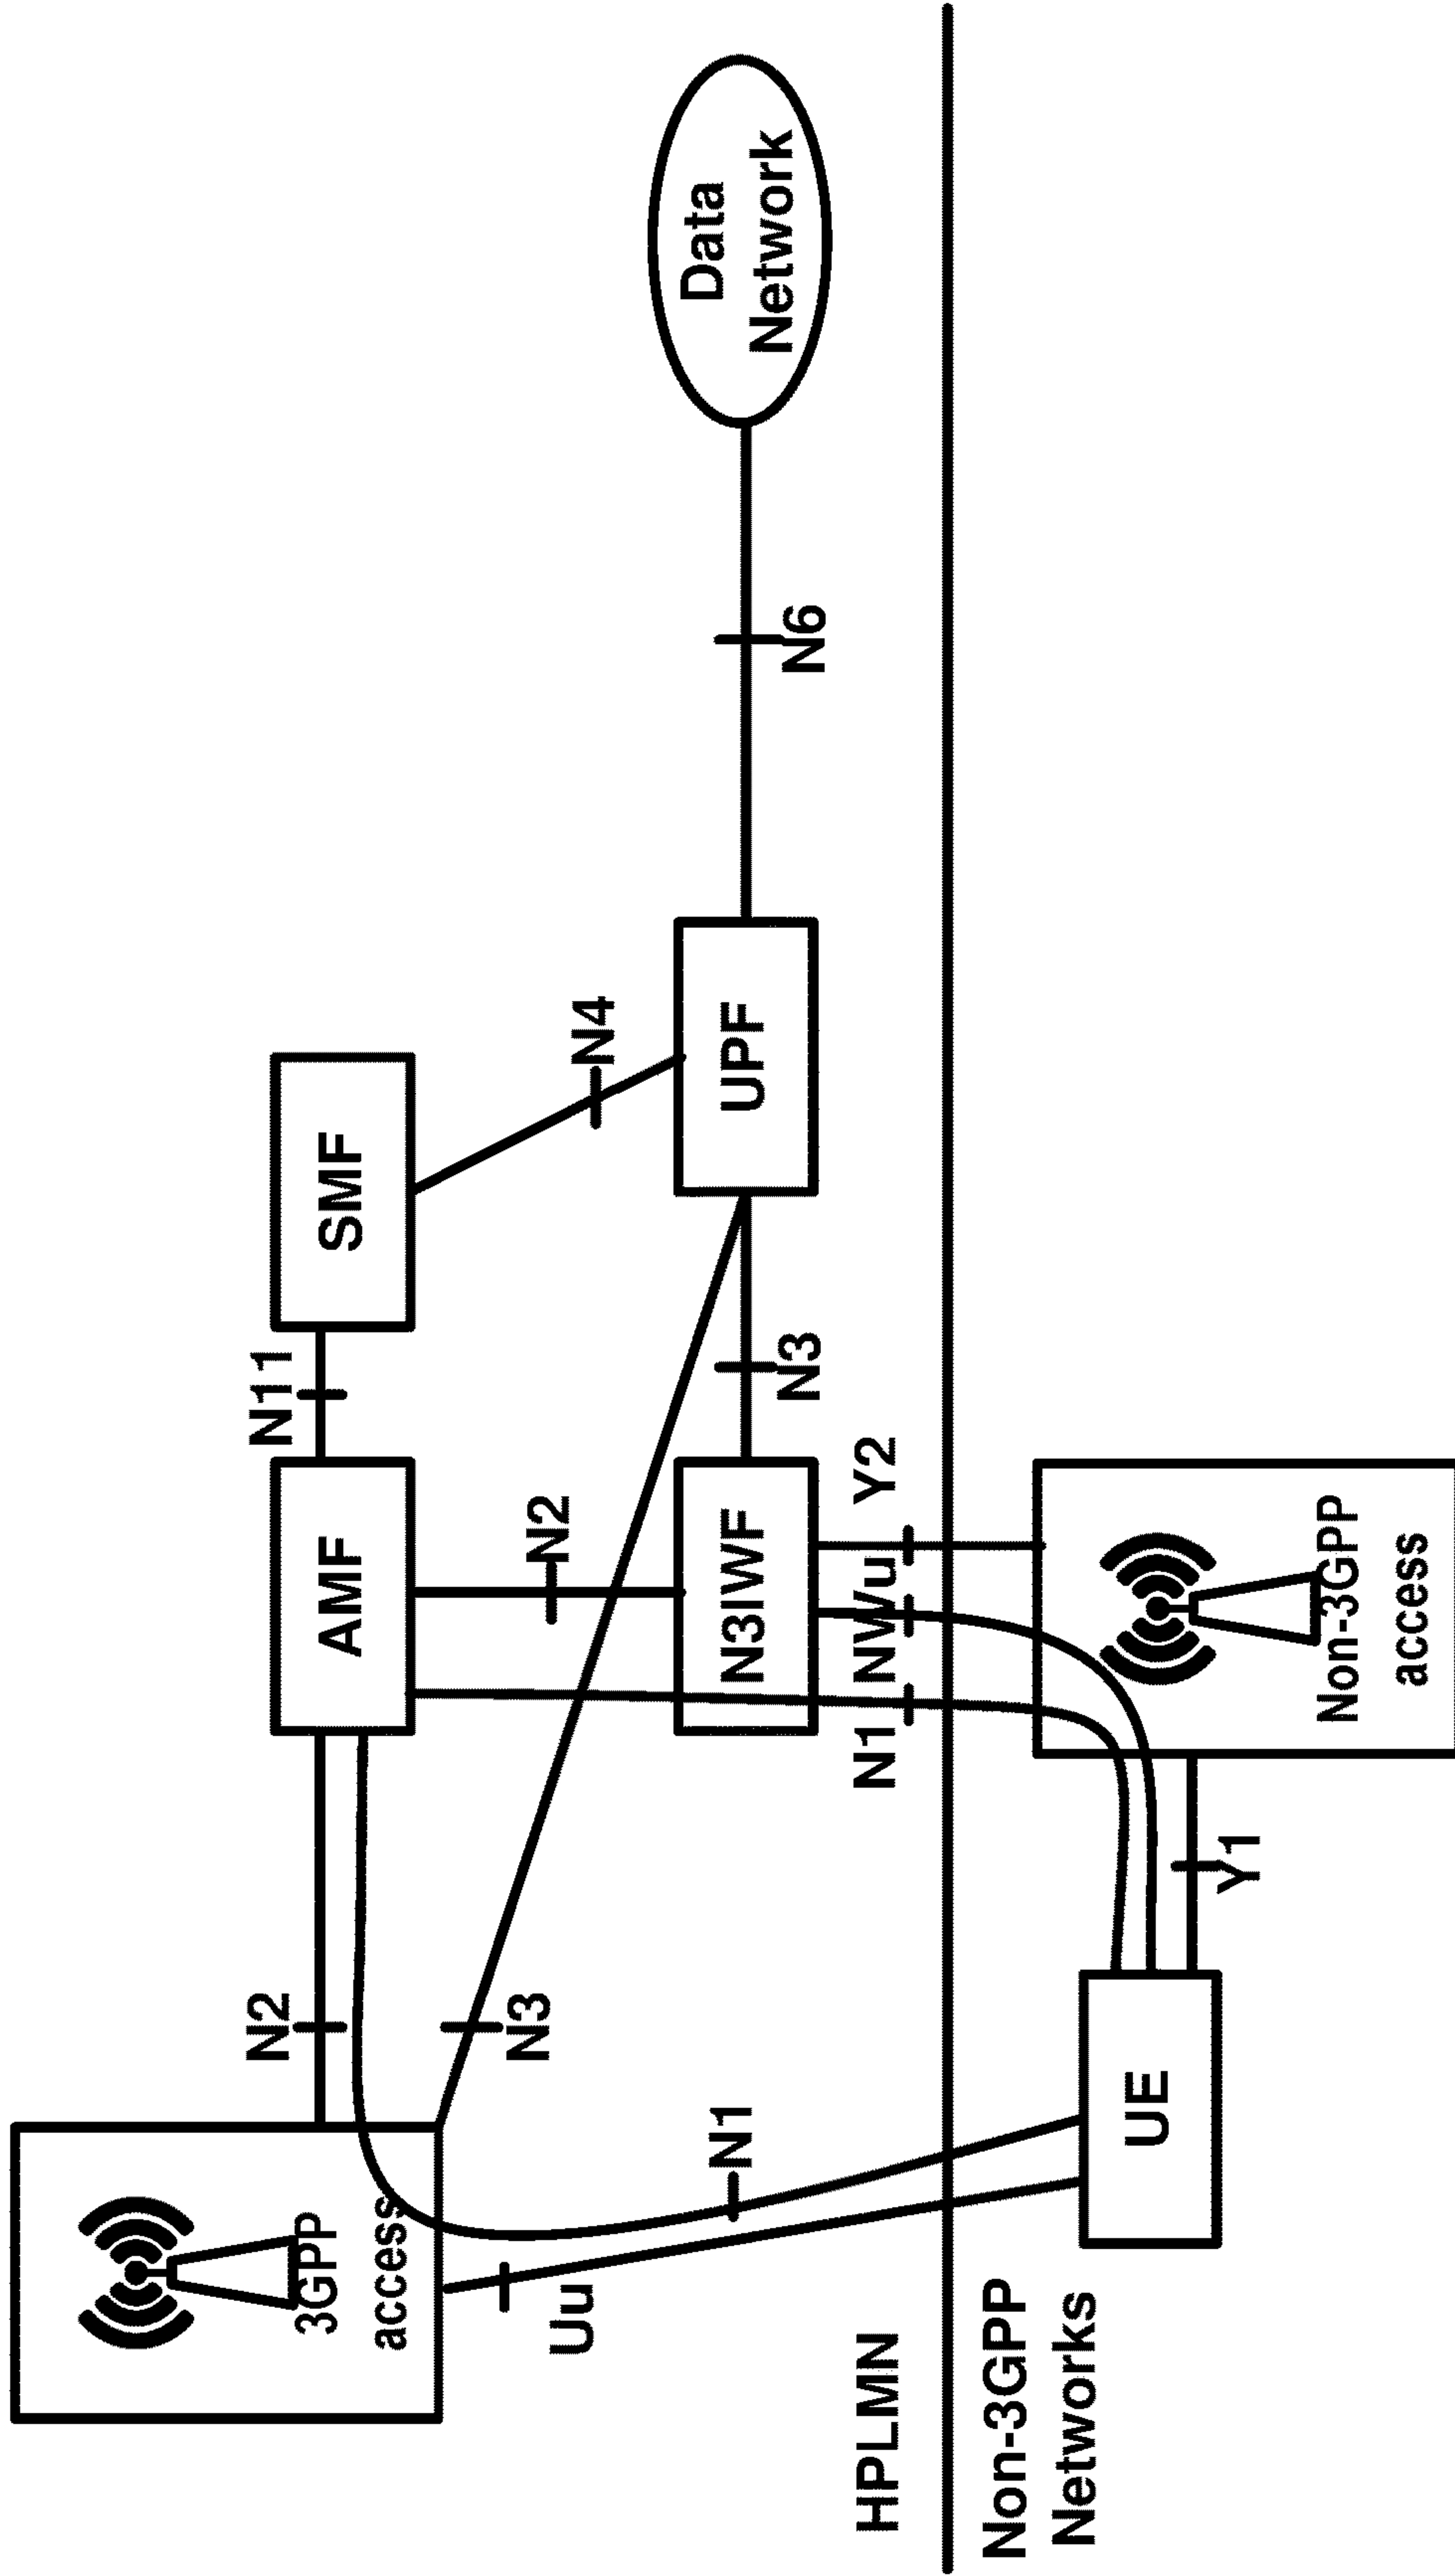 3GPP
access
N2
AMF
N11
SMF
N3
N2
N4
Uu
N1
N3IWF
N3
UPF
N6
Data
Network
HPLMN
N1
NWu
Y2
Non-3GPP
Networks
UE
Y1
Non-3GPP
access